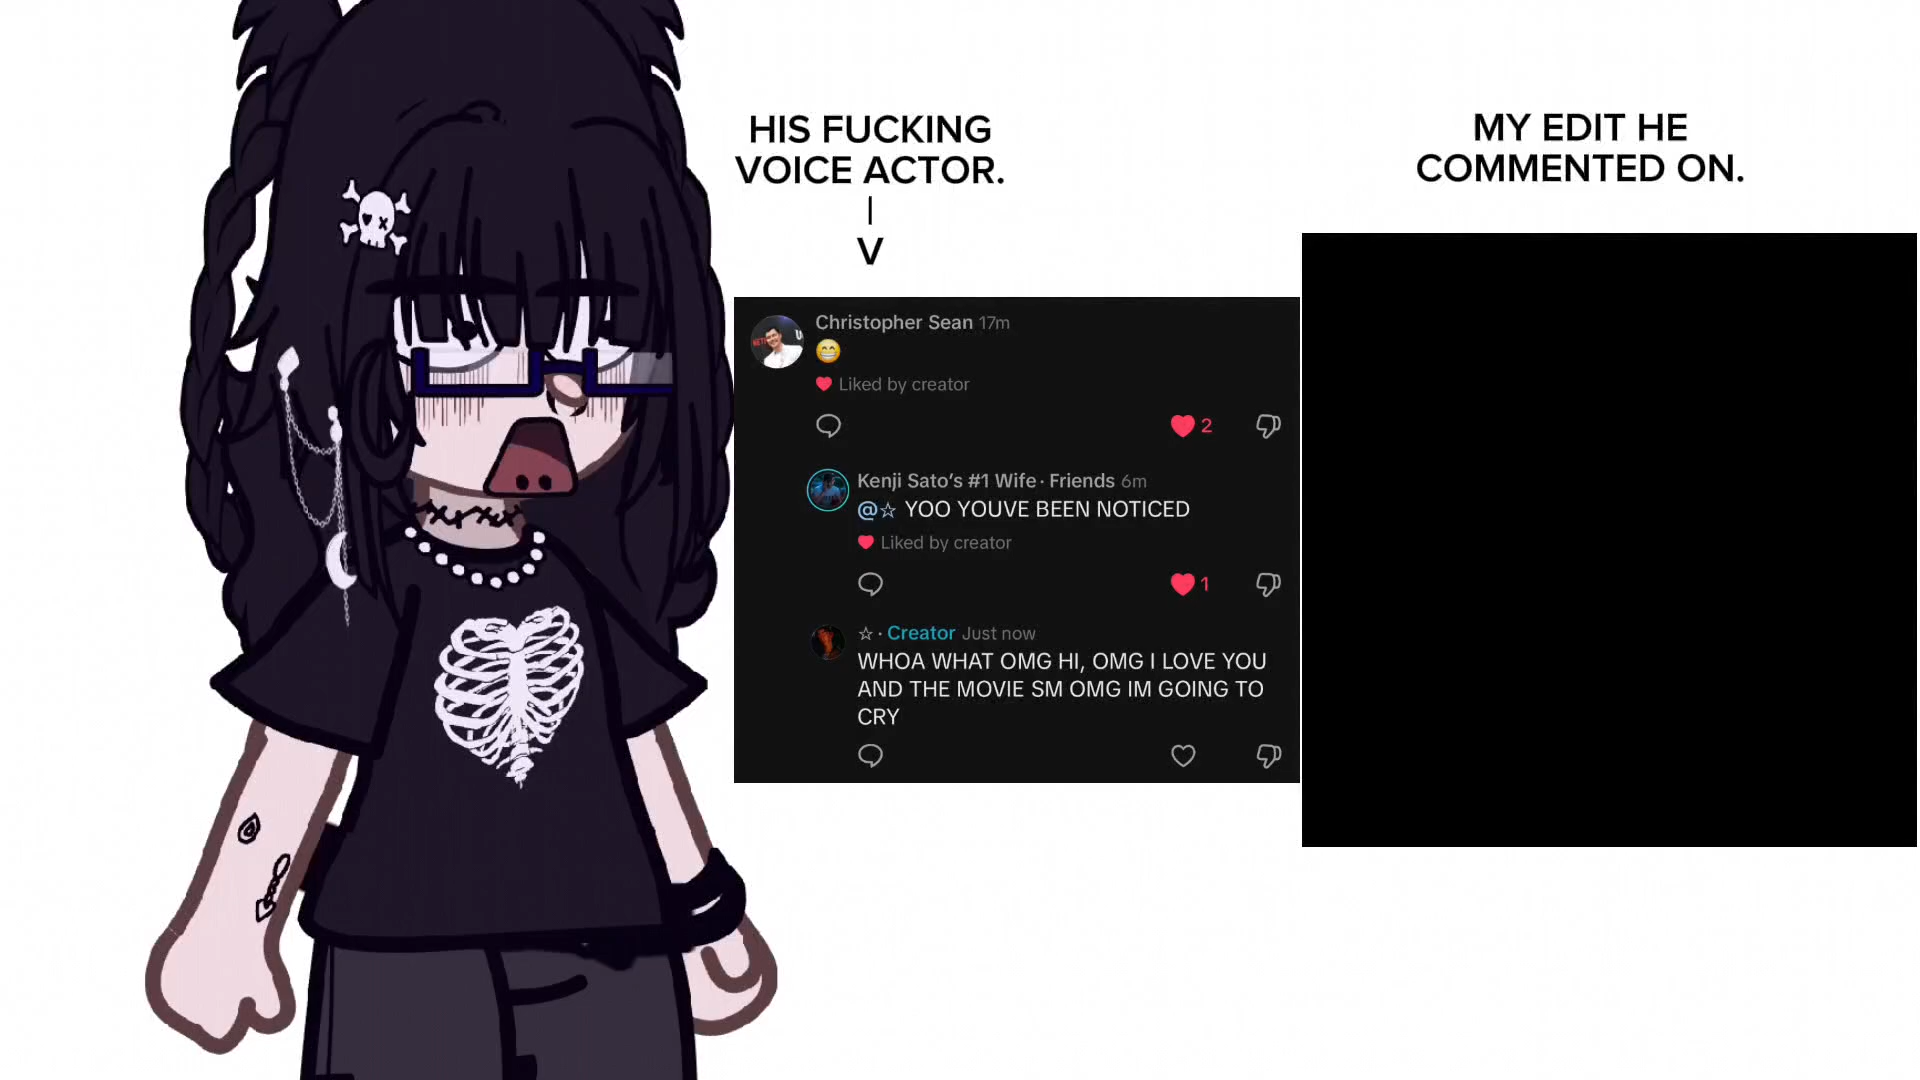 HIS FUCKING
VOICE ACTOR.
|
V
MY EDIT HE
COMMENTED ON.
Christopher Sean 17m
😁
Liked by creator
2
Kenji Sato’s #1 Wife · Friends 6m
@☆ YOO YOUVE BEEN NOTICED
Liked by creator
1
☆ · Creator Just now
WHOA WHAT OMG HI, OMG I LOVE YOU
AND THE MOVIE SM OMG IM GOING TO
CRY